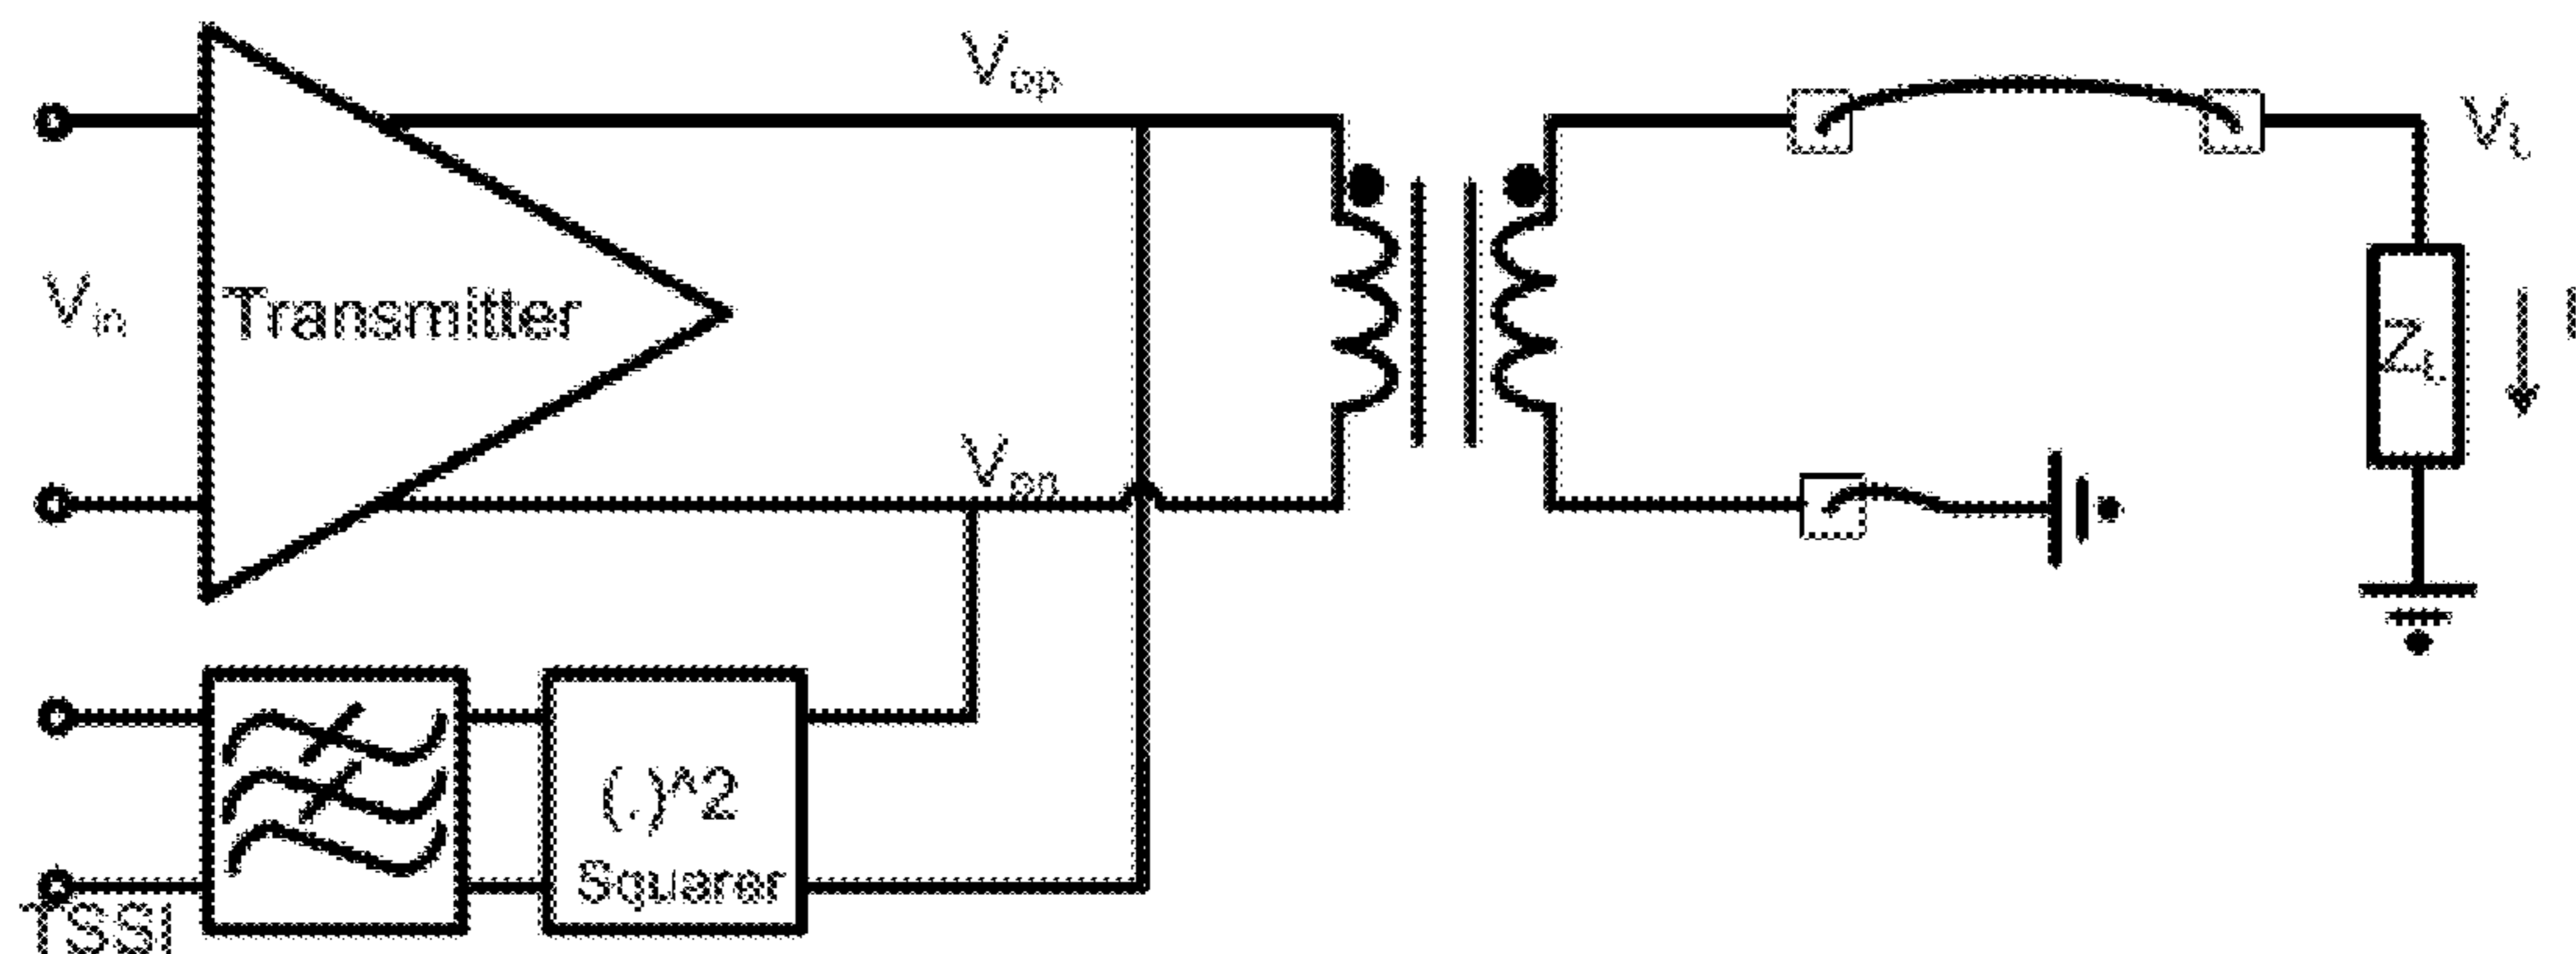 Vop
VL
Vin
Transmitter
ZL
Von
(.)^2
Squarer
TSSI